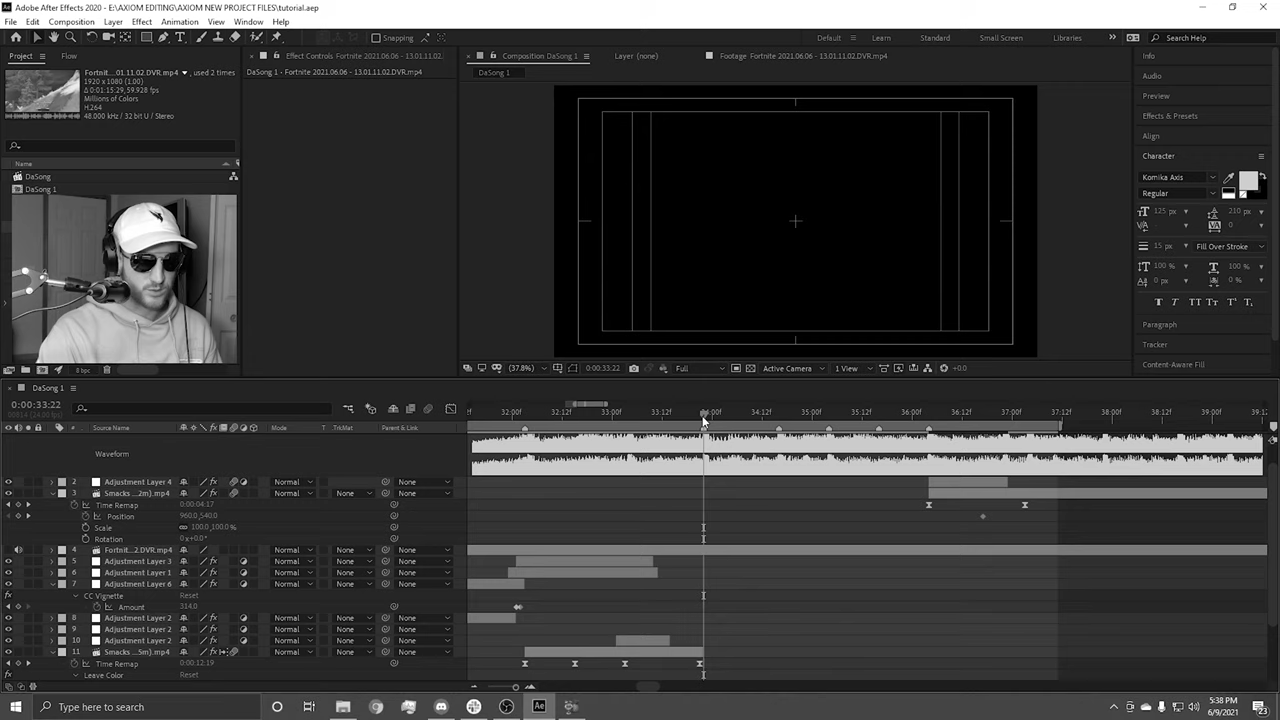 Adobe After Effects 2020 - F:\AXIOM EDITING\AXIOM NEW PROJECT FILES\tutorial.aep
File Edit Composition Layer Effect Animation View Window Help
Snapping Default Learn Standard Small Screen Libraries Search Help
Project Flow
Effect Controls Fortnite 2021.06.06 - 13.01.11.02.DVR.mp4
Composition DaSong 1 Layer (none) Footage Fortnite 2021.06.06 - 13.01.11.02.DVR.mp4
Fortnit....01.11.02.DVR.mp4 , used 2 times
1920 x 1080 (1.00)
Δ 0:01:15:29, 59.928 fps
Millions of Colors
H.264
48.000 kHz / 32 bit U / Stereo
DaSong 1 - Fortnite 2021.06.06 - 13.01.11.02.DVR.mp4
DaSong 1
Name
DaSong
DaSong 1
8 bpc
Info
Audio
Preview
Effects & Presets
Align
Character
Komika Axis
Regular
125 px 210 px
0
15 px Fill Over Stroke
100 % 100 %
0 px 0 %
T T TT Tт T¹ T₁
Paragraph
Tracker
Content-Aware Fill
(37.8%) 0:00:33:22 Full Active Camera 1 View +0.0
DaSong 1
0:00:33:22
00814 (24.00 fps)
0f 32:00f 32:12f 33:00f 33:12f 34:00f 34:12f 35:00f 35:12f 36:00f 36:12f 37:00f 37:12f 38:00f 38:12f 39:00f 39:12
# Source Name Mode T TrkMat Parent & Link
Waveform
2 Adjustment Layer 4 Normal None
3 Smacks ...2m).mp4 Normal None None
Time Remap 0:00:04:17
Position 960.0,540.0
Scale 100.0,100.0%
Rotation 0x+0.0°
4 Fortnit...2.DVR.mp4 Normal None None
5 Adjustment Layer 3 Normal None None
6 Adjustment Layer 1 Normal None None
7 Adjustment Layer 6 Normal None None
CC Vignette Reset
Amount 314.0
8 Adjustment Layer 2 Normal None None
9 Adjustment Layer 2 Normal None None
10 Adjustment Layer 2 Normal None None
11 Smacks ...5m).mp4 Normal None None
Time Remap 0:00:12:19
Leave Color Reset
Type here to search
Ae
5:38 PM
6/9/2021
23